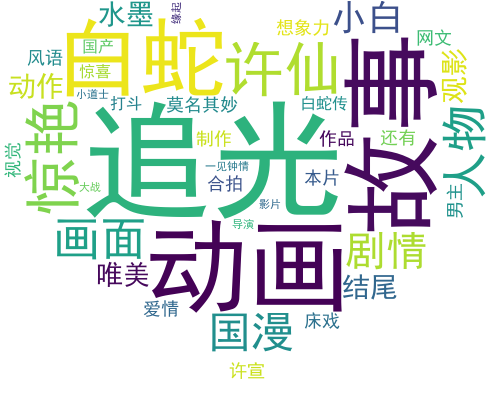 水墨
缘起
想象力
小白
白蛇
国产
许仙
网文
风语
惊喜
观影
动作
小道士
打斗
莫名其妙
白蛇传
故事
惊艳
追光
制作
作品
还有
人物
视觉
一见钟情
合拍
本片
男主
大战
影片
画面
动画
导演
剧情
唯美
结尾
爱情
国漫
床戏
许宣